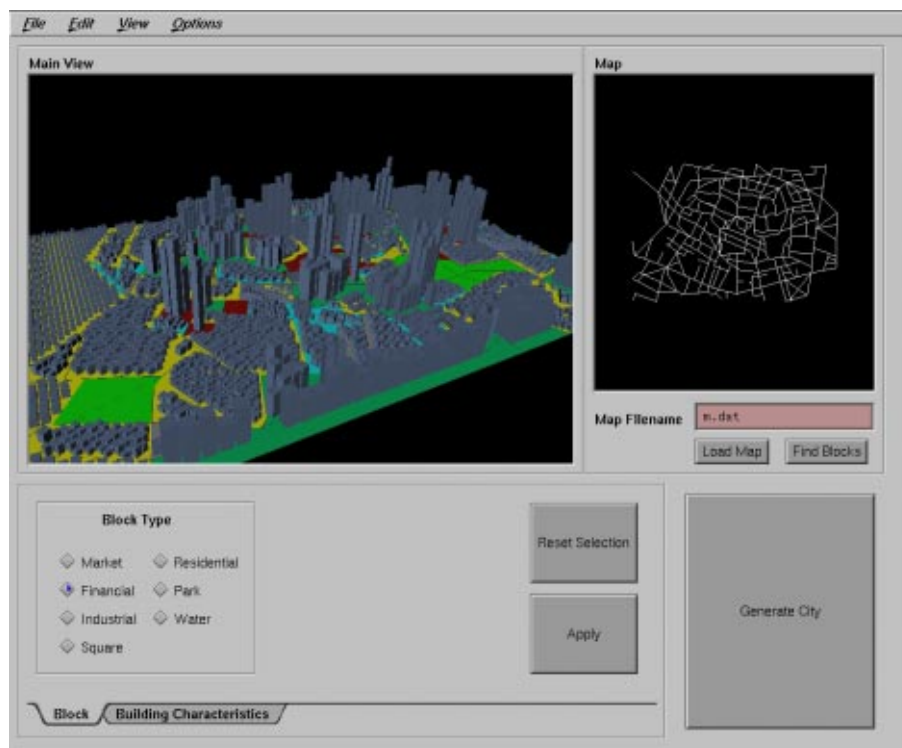 File Edit View Options
Main View
Map
Map Filename
m.dat
Load Map Find Blocks
Block Type
Market Residential
Financial Park
Industrial Water
Square
Reset Selection
Apply
Generate City
Block Building Characteristics